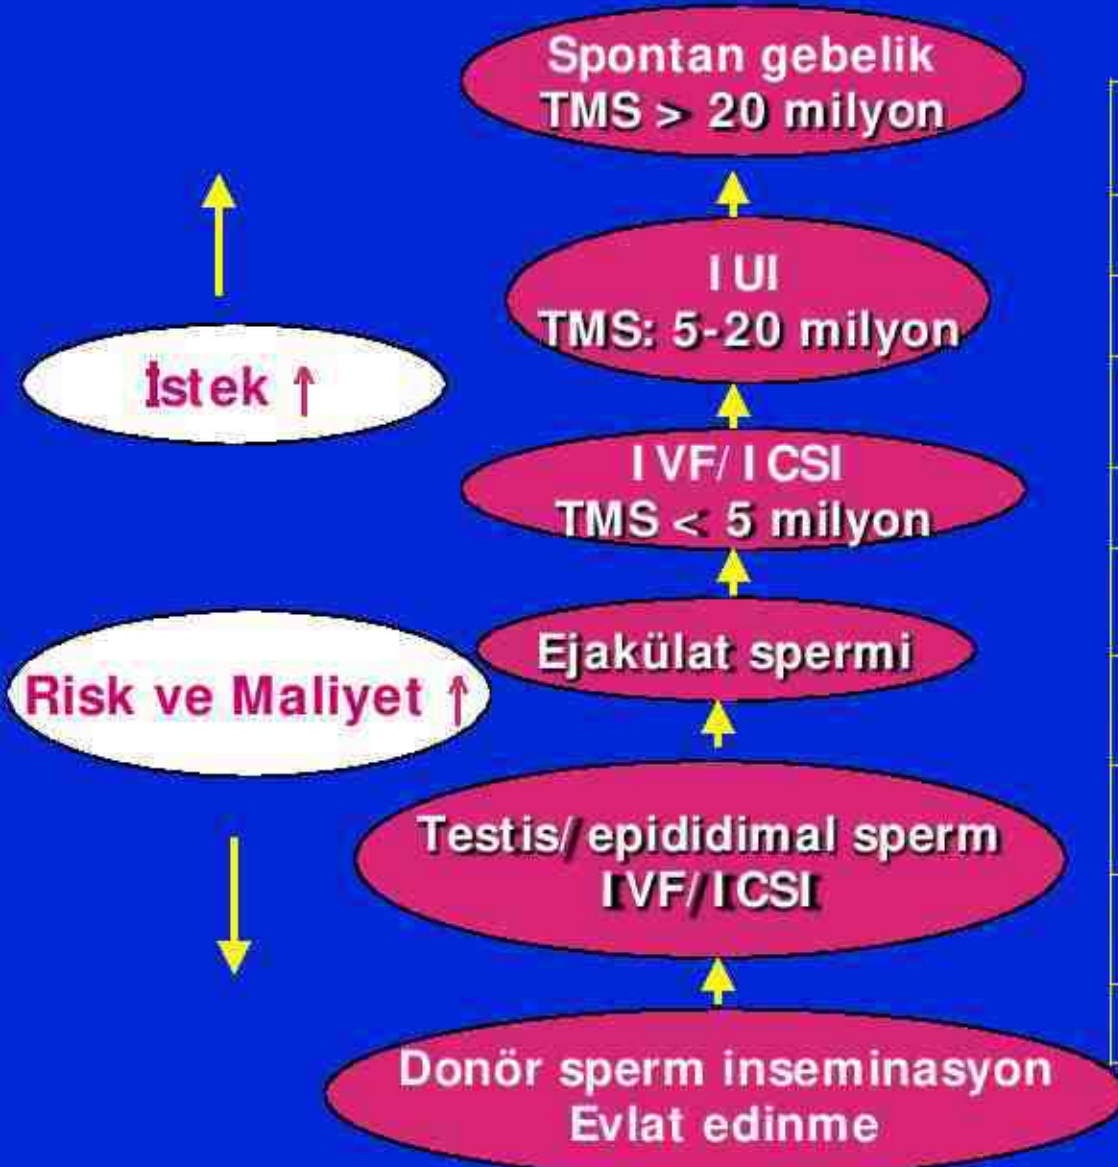 Spontan gebelik
TMS > 20 milyon
IUI
TMS: 5-20 milyon
İstek ↑
IVF/ICSI
TMS < 5 milyon
Ejakülat spermi
Risk ve Maliyet ↑
Testis/epididimal sperm
IVF/ICSI
Donör sperm inseminasyon
Evlat edinme